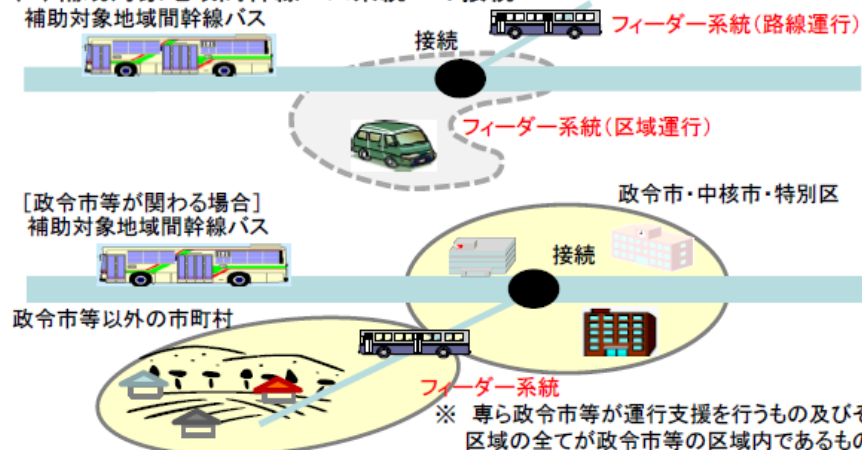 補助対象地域間幹線バス
フィーダー系統(路線運行)
接続
フィーダー系統(区域運行)
[政令市等が関わる場合]
補助対象地域間幹線バス
政令市・中核市・特別区
接続
政令市等以外の市町村
フィーダー系統
※ 専ら政令市等が運行支援を行うもの及び
区域の全てが政令市等の区域内であるもの